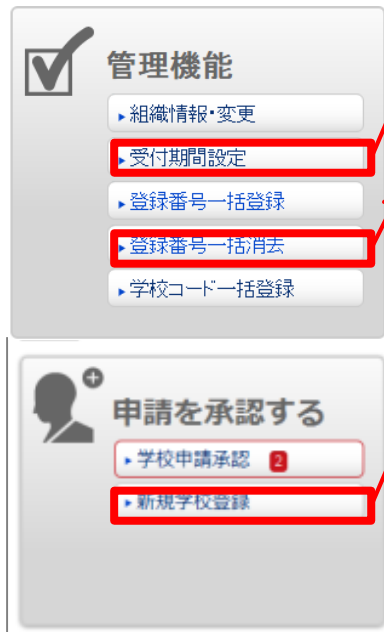 管理機能
組織情報・変更
受付期間設定
登録番号一括登録
登録番号一括消去
学校コード一括登録
申請を承認する
学校申請承認 2
新規学校登録